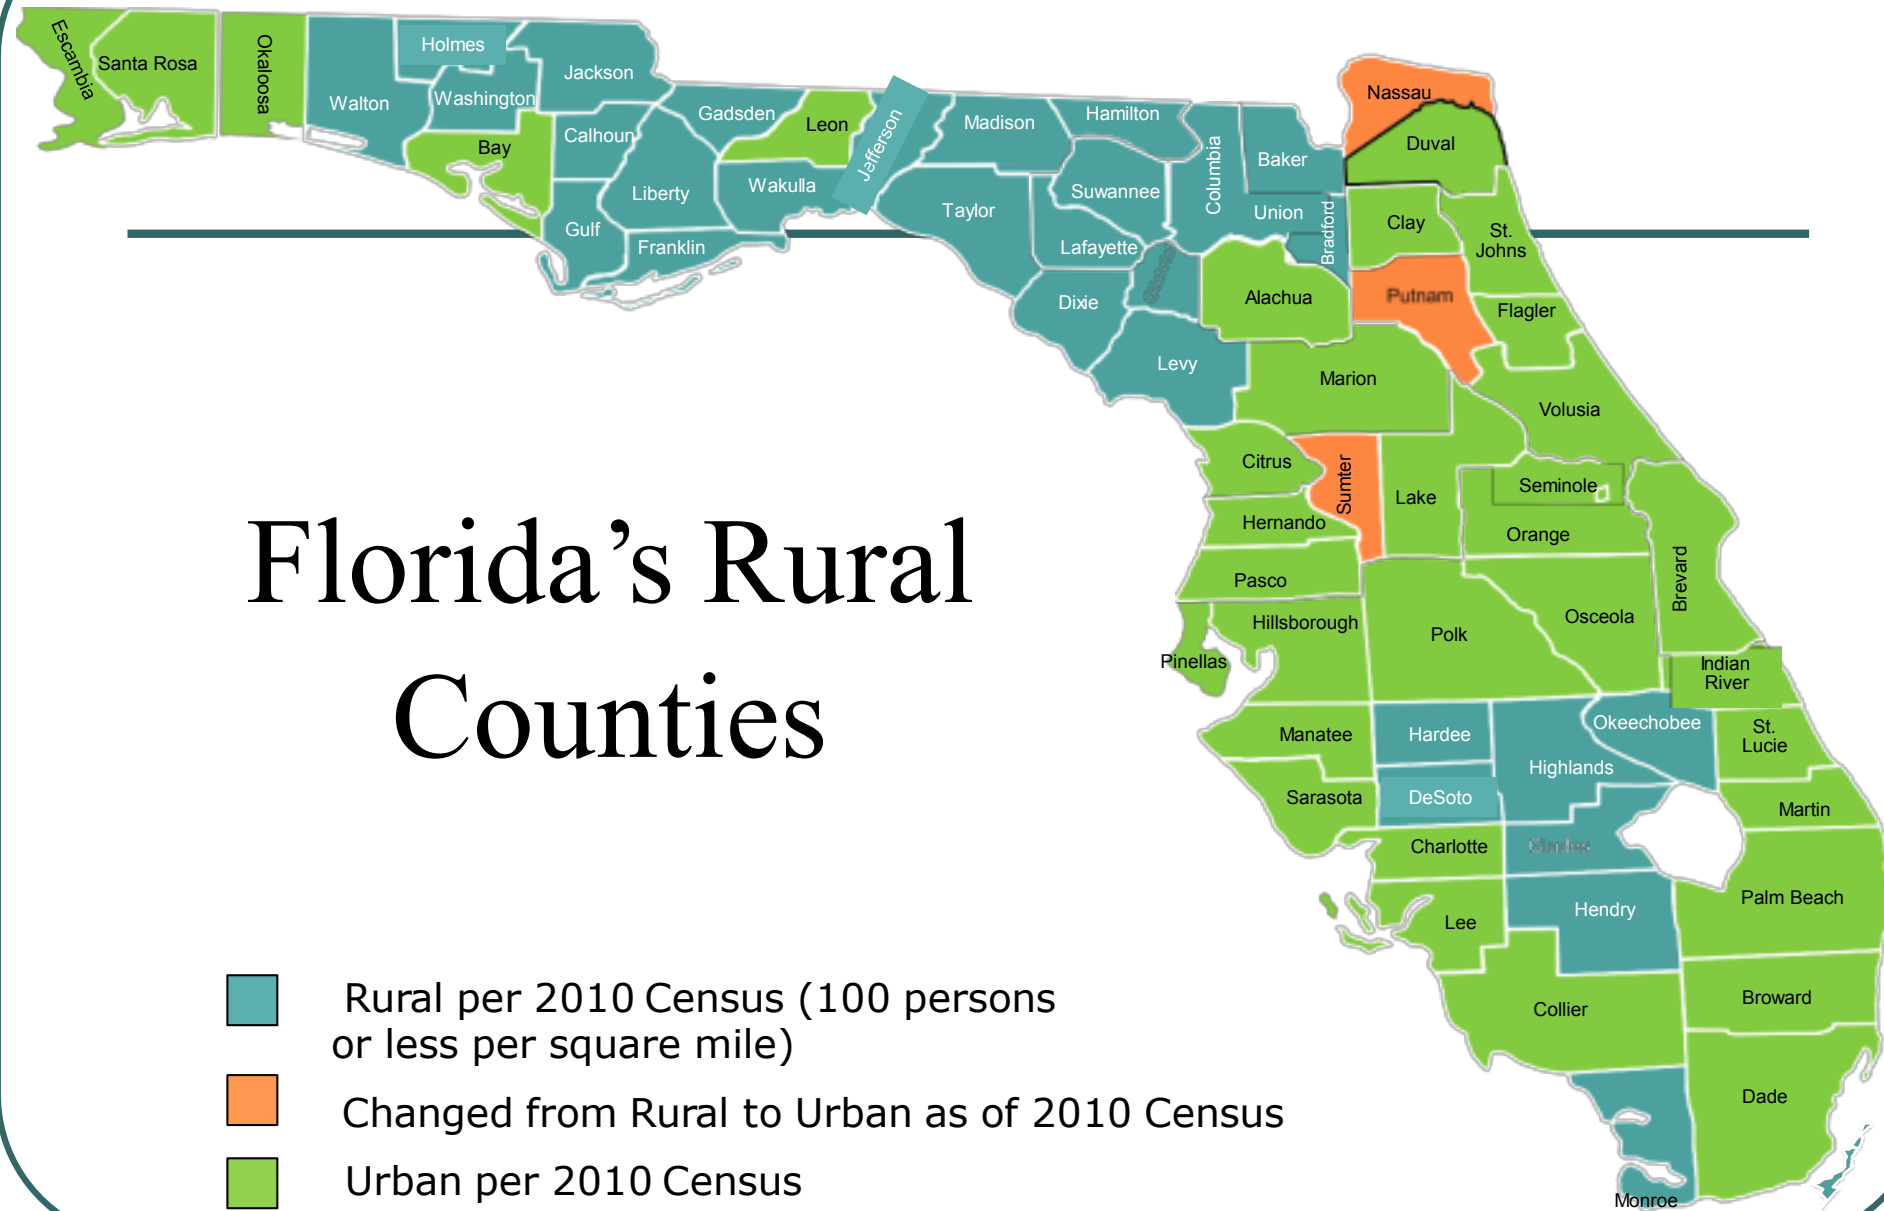 Escambia
Santa Rosa
Okaloosa
Walton
Holmes
Washington
Jackson
Bay
Calhoun
Gulf
Liberty
Franklin
Gadsden
Leon
Wakulla
Jefferson
Madison
Taylor
Hamilton
Suwannee
Lafayette
Dixie
Columbia
Baker
Union
Bradford
Nassau
Duval
Clay
St.
Johns
Alachua
Putnam
Flagler
Levy
Marion
Volusia
Citrus
Sumter
Lake
Seminole
Orange
Hernando
Pasco
Brevard
Hillsborough
Polk
Osceola
Pinellas
Indian
River
Manatee
Hardee
Okeechobee
Highlands
St.
Lucie
Sarasota
DeSoto
Martin
Charlotte
Palm Beach
Lee
Hendry
Collier
Broward
Dade
Monroe
Florida’s Rural
Counties
Rural per 2010 Census (100 persons
or less per square mile)
Changed from Rural to Urban as of 2010 Census
Urban per 2010 Census